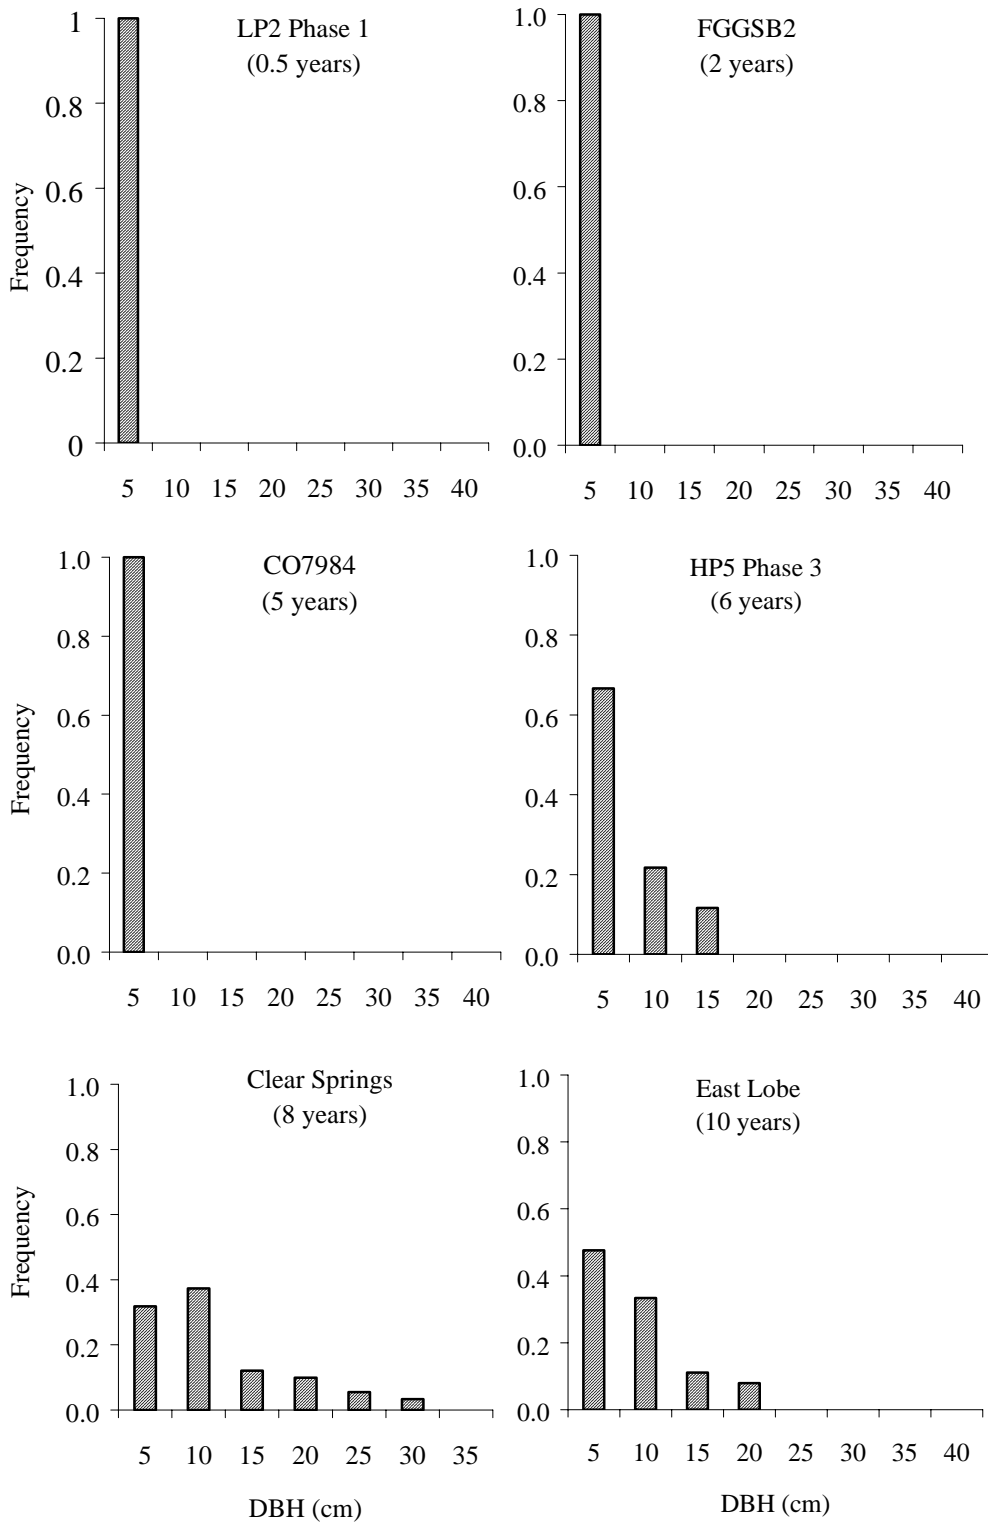 LP2 Phase 1
(0.5 years)
1
0.8
0.6
0.4
0.2
0
Frequency
5 10 15 20 25 30 35 40
FGGSB2
(2 years)
1.0
0.8
0.6
0.4
0.2
0.0
5 10 15 20 25 30 35 40
CO7984
(5 years)
1.0
0.8
0.6
0.4
0.2
0.0
Frequency
5 10 15 20 25 30 35 40
HP5 Phase 3
(6 years)
1.0
0.8
0.6
0.4
0.2
0.0
5 10 15 20 25 30 35 40
Clear Springs
(8 years)
1.0
0.8
0.6
0.4
0.2
0.0
Frequency
5 10 15 20 25 30 35
DBH (cm)
East Lobe
(10 years)
1.0
0.8
0.6
0.4
0.2
0.0
5 10 15 20 25 30 35 40
DBH (cm)